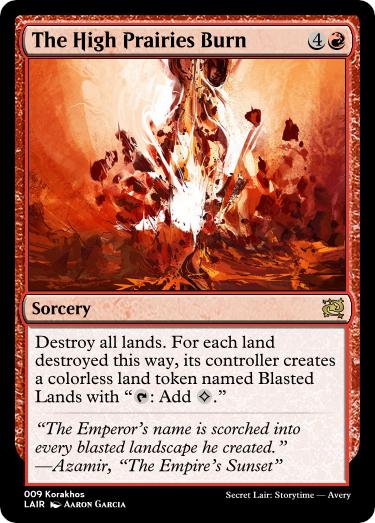 The High Prairies Burn 4
Sorcery
Destroy all lands. For each land
destroyed this way, its controller creates
a colorless land token named Blasted
Lands with “: Add .”
“The Emperor’s name is scorched into
every blasted landscape he created.”
—Azamir, “The Empire’s Sunset”
009 Korakhos
LAIR Aaron Garcia
Secret Lair: Storytime — Avery